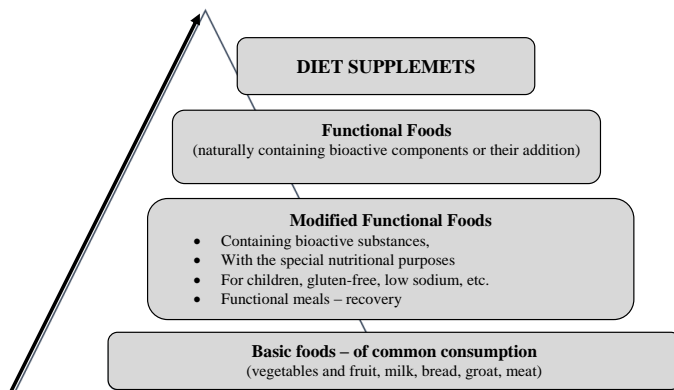 DIET SUPPLEMETS
Functional Foods
(naturally containing bioactive components or their addition)
Modified Functional Foods
• Containing bioactive substances,
• With the special nutritional purposes
• For children, gluten-free, low sodium, etc.
• Functional meals – recovery
Basic foods – of common consumption
(vegetables and fruit, milk, bread, groat, meat)